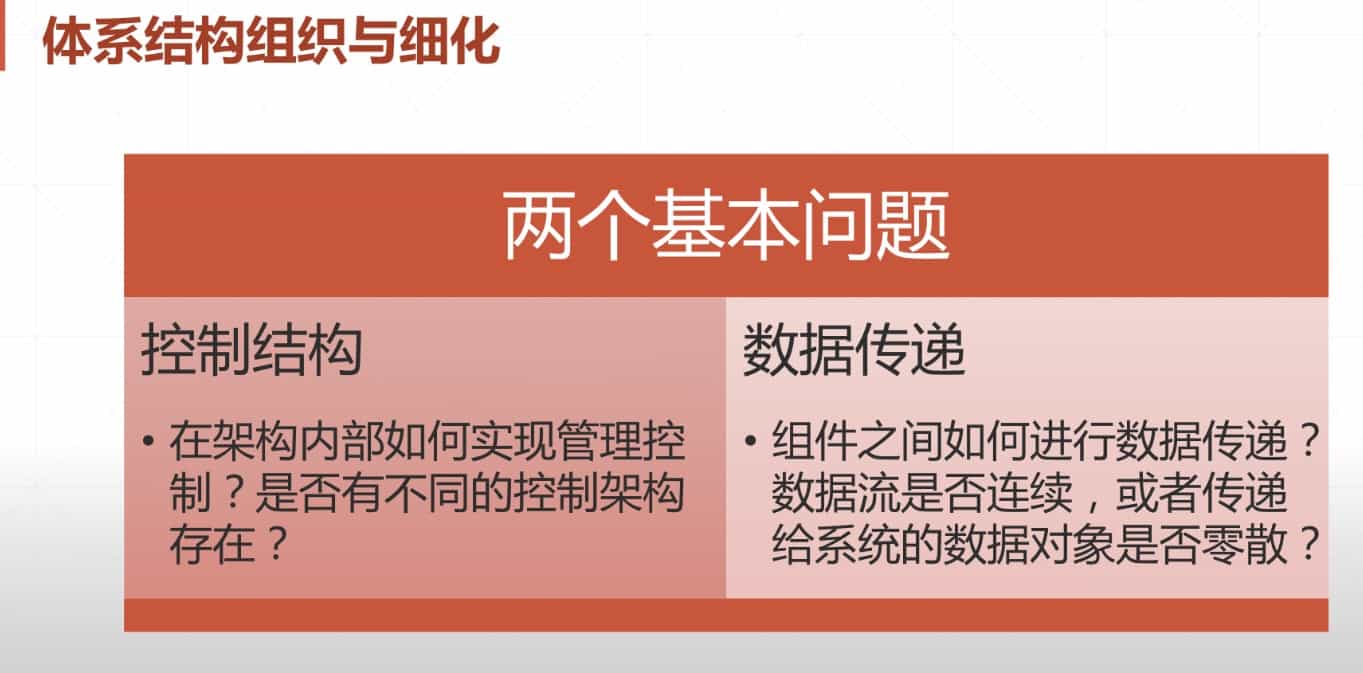 体系结构组织与细化
两个基本问题
控制结构
• 在架构内部如何实现管理控
制？是否有不同的控制架构
存在？
数据传递
• 组件之间如何进行数据传递？
数据流是否连续，或者传递
给系统的数据对象是否零散？